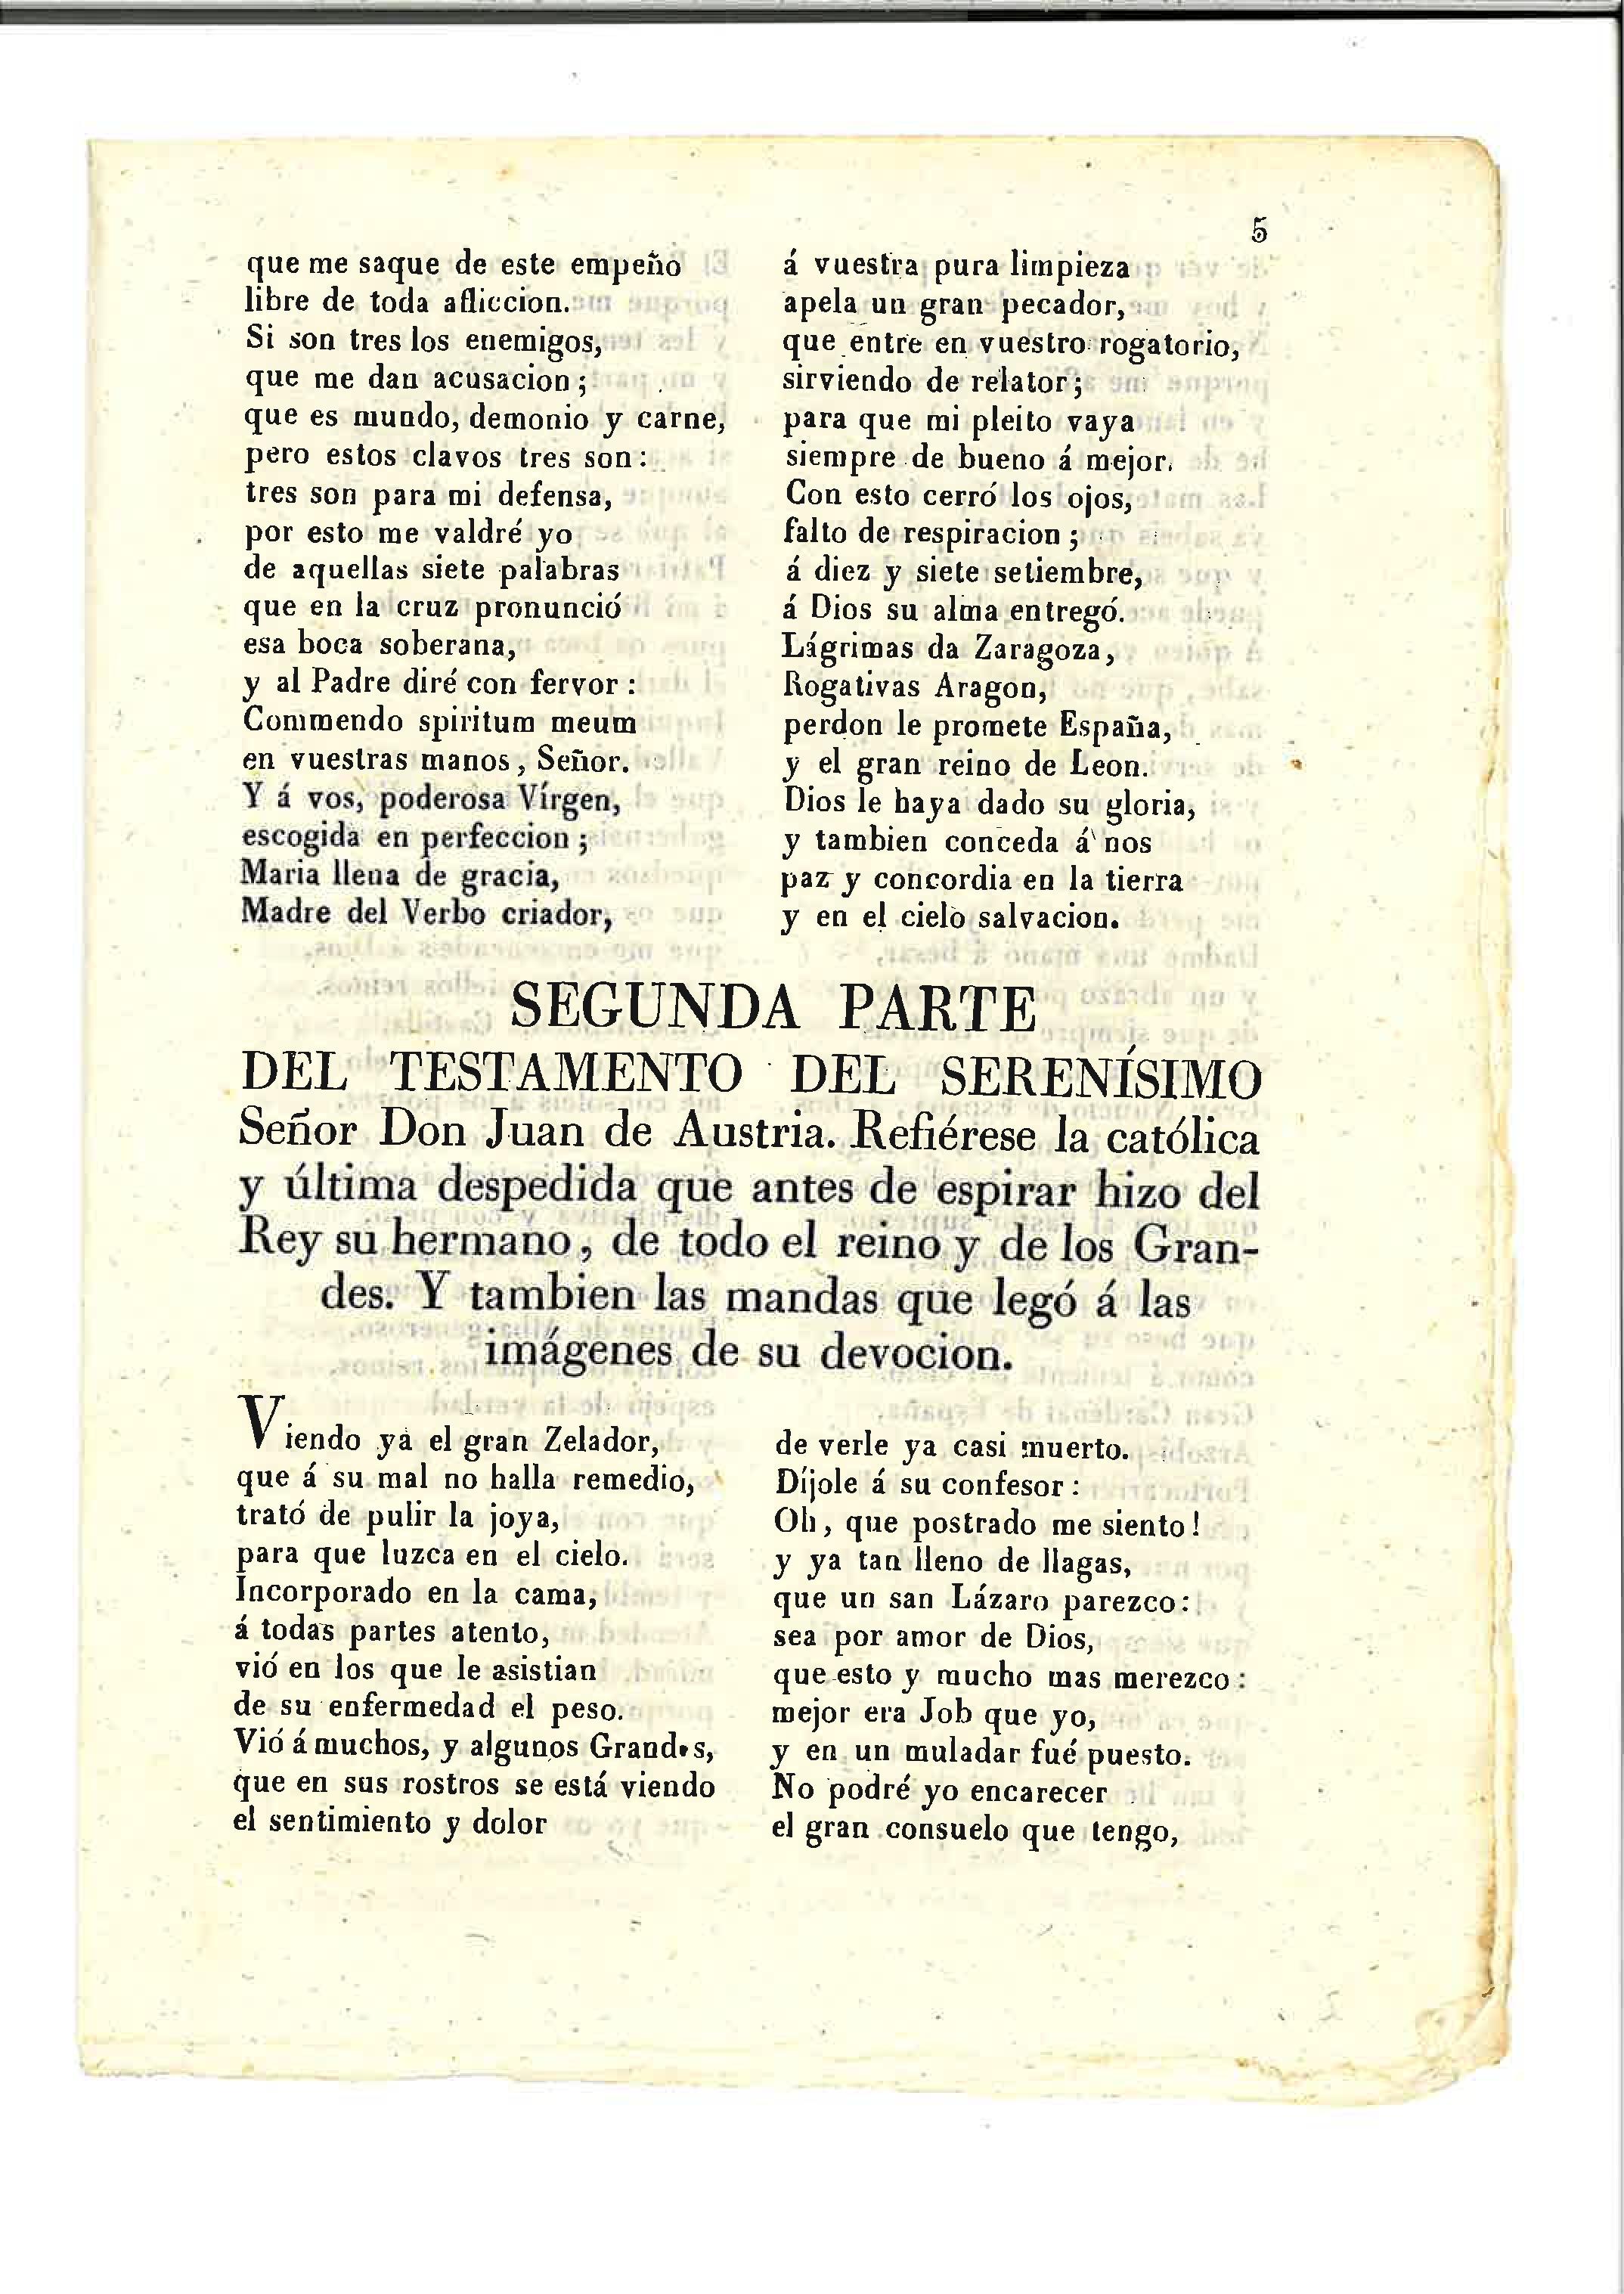 5
que me saque de este empeño
libre de toda afliccion.
Si son tres los enemigos,
que me dan acusacion;
que es mundo, demonio y carne,
pero estos clavos tres son:
tres son para mi defensa,
por esto me valdré yo
de aquellas siete palabras
que en la cruz pronunció
esa boca soberana,
y al Padre diré con fervor:
Commendo spiritum meum
en vuestras manos, Señor.
Y á vos, poderosa Vírgen,
escogida en perfeccion;
Maria llena de gracia,
Madre del Verbo criador,
á vuestra pura limpieza
apela un gran pecador,
que entre en vuestro rogatorio,
sirviendo de relator;
para que mi pleito vaya
siempre de bueno á mejor.
Con esto cerró los ojos,
falto de respiracion;
á diez y siete setiembre,
á Dios su alma entregó.
Lágrimas da Zaragoza,
Rogativas Aragon,
perdon le promete España,
y el gran reino de Leon.
Dios le haya dado su gloria,
y tambien conceda á nos
paz y concordia en la tierra
y en el cielo salvacion.
SEGUNDA PARTE
DEL TESTAMENTO DEL SERENÍSIMO
Señor Don Juan de Austria. Refiérese la católica
y última despedida que antes de espirar hizo del
Rey su hermano, de todo el reino y de los Gran-
des. Y tambien las mandas que legó á las
imágenes de su devocion.
Viendo ya el gran Zelador,
que á su mal no halla remedio,
trató de pulir la joya,
para que luzca en el cielo.
Incorporado en la cama,
á todas partes atento,
vió en los que le asistian
de su enfermedad el peso.
Vió á muchos, y algunos Grandes,
que en sus rostros se está viendo
el sentimiento y dolor
de verle ya casi muerto.
Díjole á su confesor:
Oh, que postrado me siento!
y ya tan lleno de llagas,
que un san Lázaro parezco:
sea por amor de Dios,
que esto y mucho mas merezco:
mejor era Job que yo,
y en un muladar fué puesto.
No podré yo encarecer
el gran consuelo que tengo,